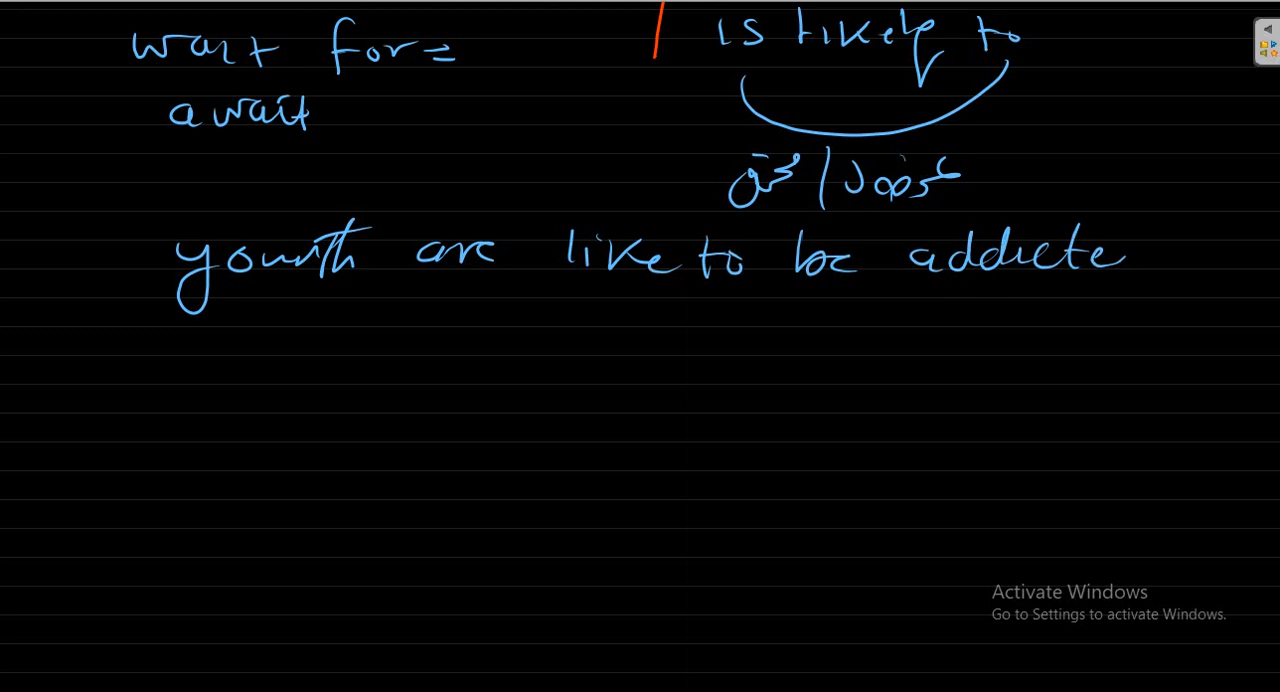 wait for =
await
is likely to
youth are like to be addicte
Activate Windows
Go to Settings to activate Windows.